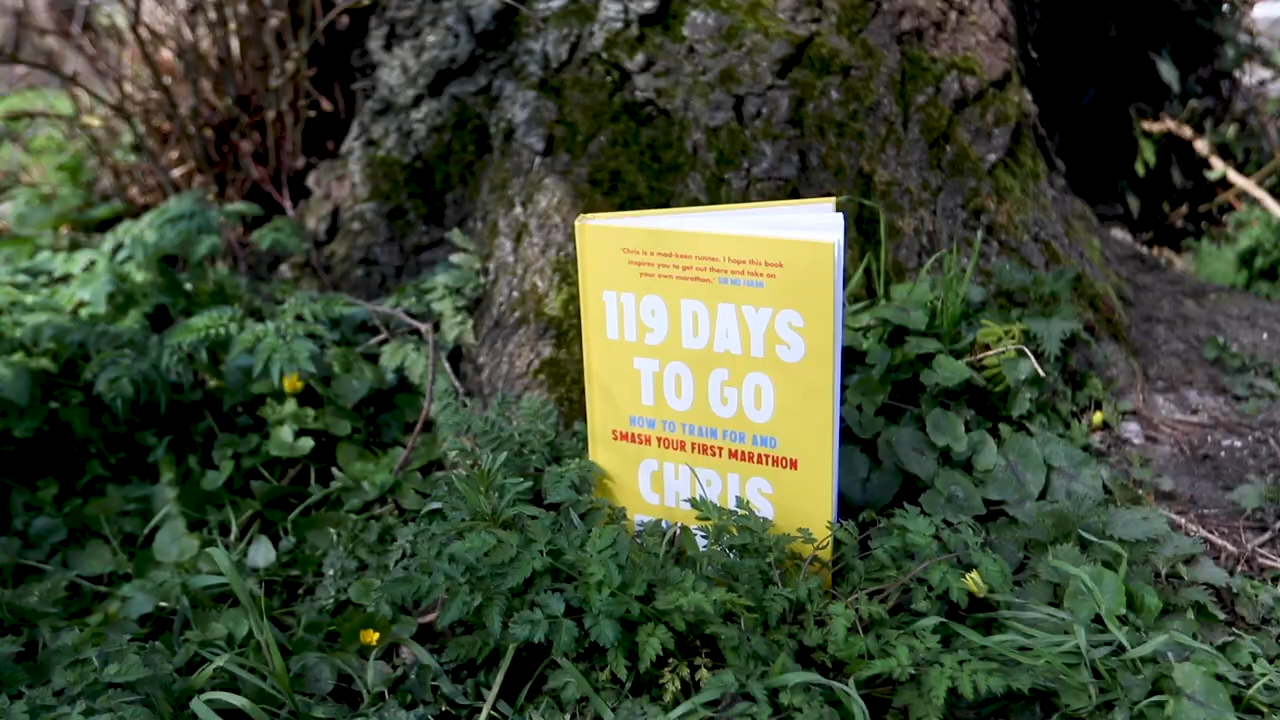 'Chris is a mad-keen runner. I hope this book
inspires you to get out there and take on
your own marathon.' SIR MO FARAH
119 DAYS
TO GO
HOW TO TRAIN FOR AND
SMASH YOUR FIRST MARATHON
CHRIS